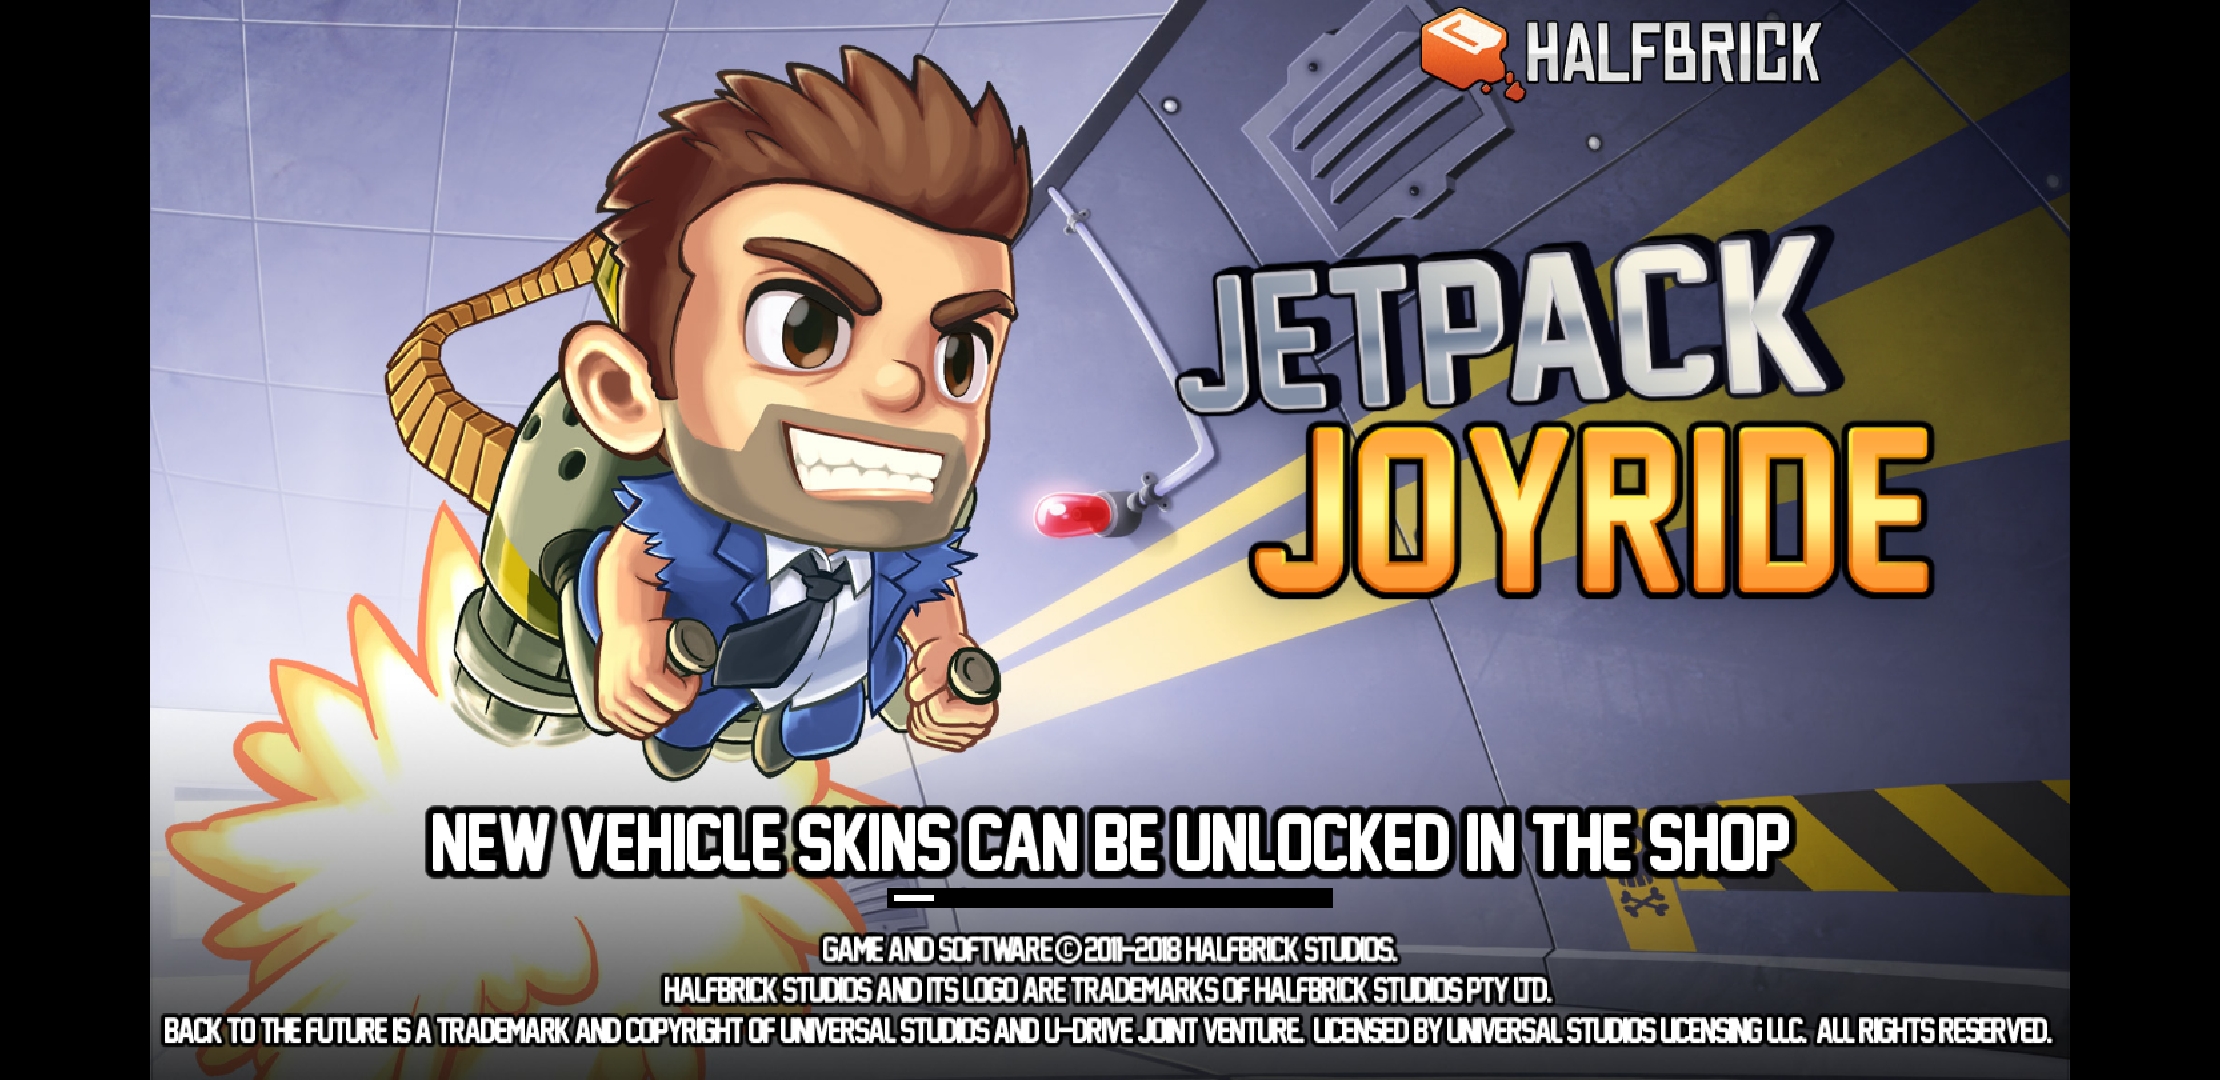 HALFBRICK
JETPACK
JOYRIDE
NEW VEHICLE SKINS CAN BE UNLOCKED IN THE SHOP
GAME AND SOFTWARE © 2011-2018 HALFBRICK STUDIOS.
HALFBRICK STUDIOS AND ITS LOGO ARE TRADEMARKS OF HALFBRICK STUDIOS PTY LTD.
BACK TO THE FUTURE IS A TRADEMARK AND COPYRIGHT OF UNIVERSAL STUDIOS AND U-DRIVE JOINT VENTURE. LICENSED BY UNIVERSAL STUDIOS LICENSING LLC. ALL RIGHTS RESERVED.